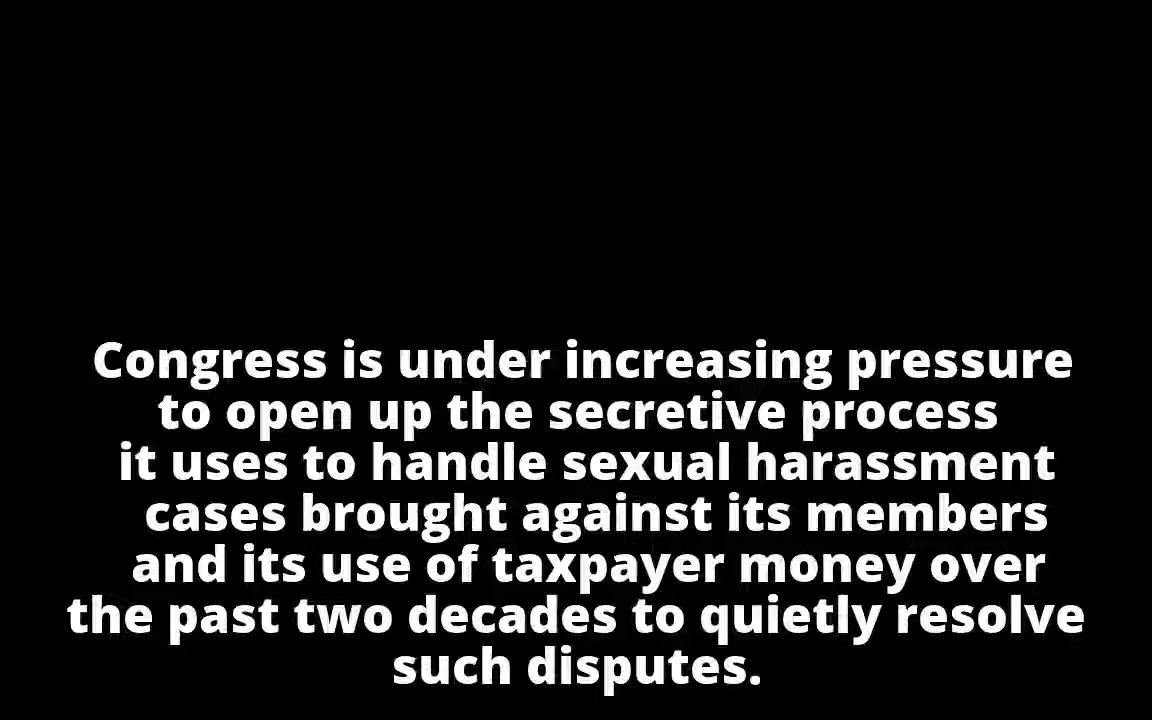 Congress is under increasing pressure
to open up the secretive process
it uses to handle sexual harassment
cases brought against its members
and its use of taxpayer money over
the past two decades to quietly resolve
such disputes.